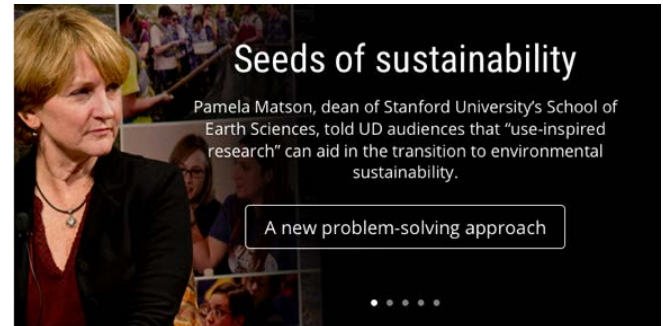 Seeds of sustainability
Pamela Matson, dean of Stanford University's School of
Earth Sciences, told UD audiences that “use-inspired
research” can aid in the transition to environmental
sustainability.
A new problem-solving approach